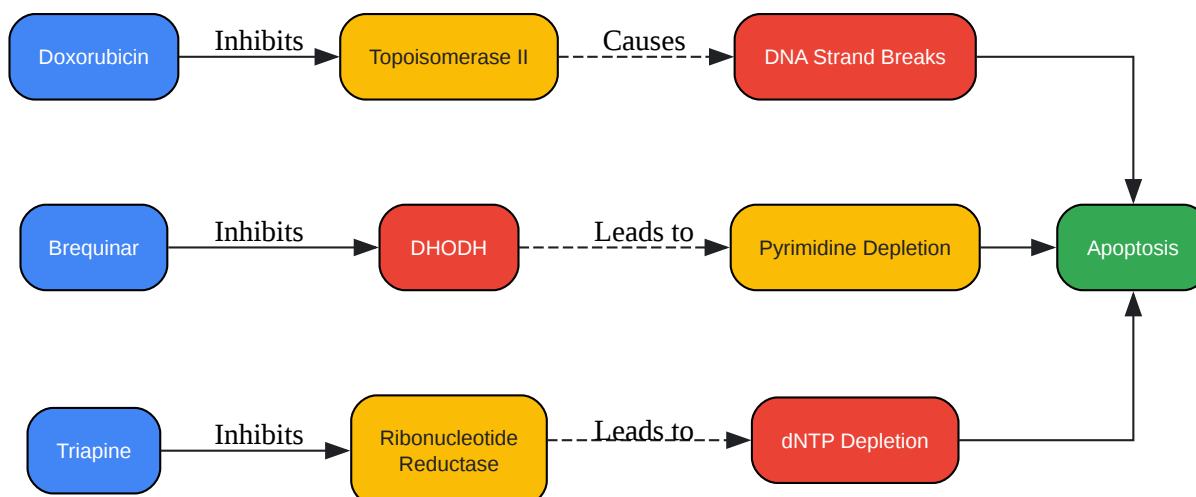 Doxorubicin
Inhibits
Topoisomerase II
Causes
DNA Strand Breaks
Brequinar
Inhibits
DHODH
Leads to
Pyrimidine Depletion
Apoptosis
Triapine
Inhibits
Ribonucleotide
Reductase
Leads to
dNTP Depletion